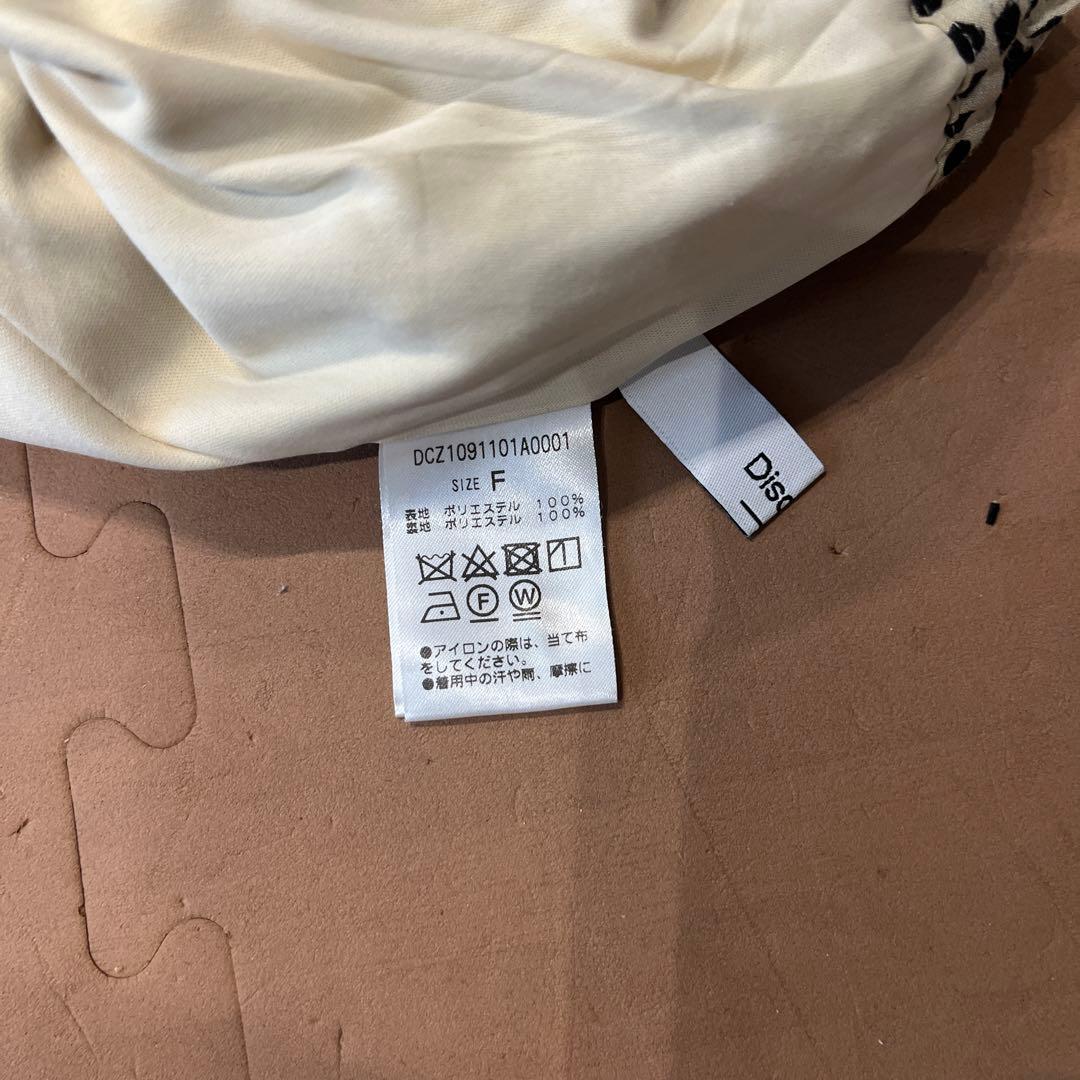 DCZ1091101A0001
SIZE F
表地 ポリエステル 100%
裏地 ポリエステル 100%
F W
●アイロンの際は、当て布
をしてください。
●着用中の汗や雨、摩擦に
Disc